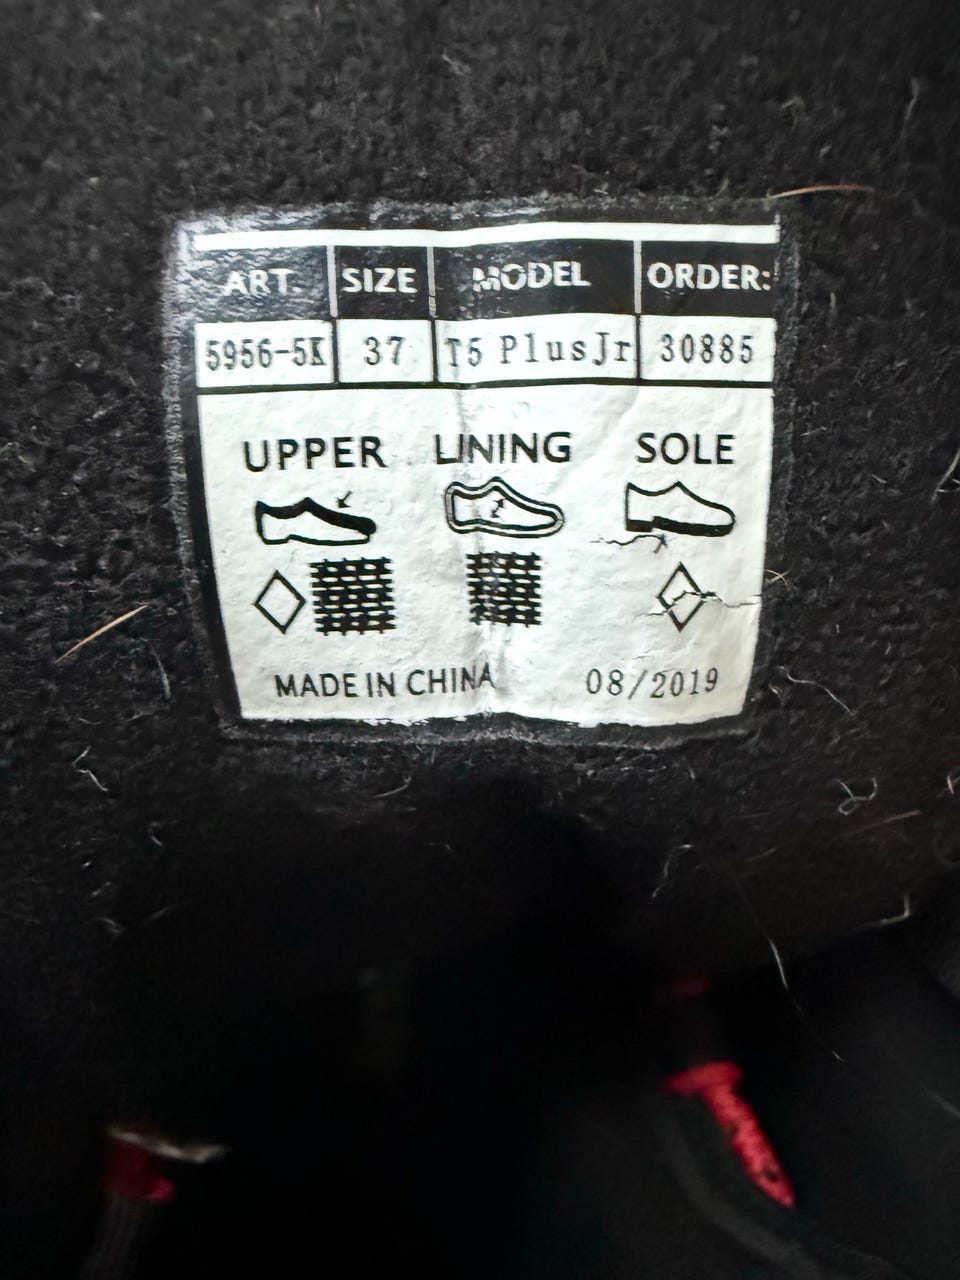 ART. SIZE MODEL ORDER:
5956-5K 37 T5 PlusJr 30885
UPPER LINING SOLE
MADE IN CHINA 08/2019